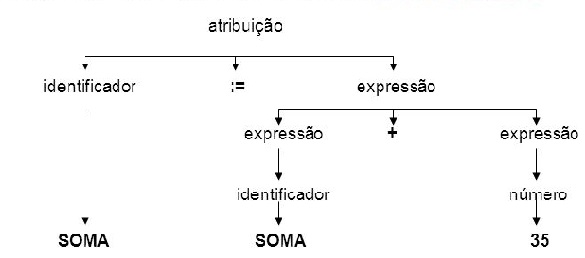 atribuição
identificador := expressão
expressão + expressão
identificador número
SOMA SOMA 35